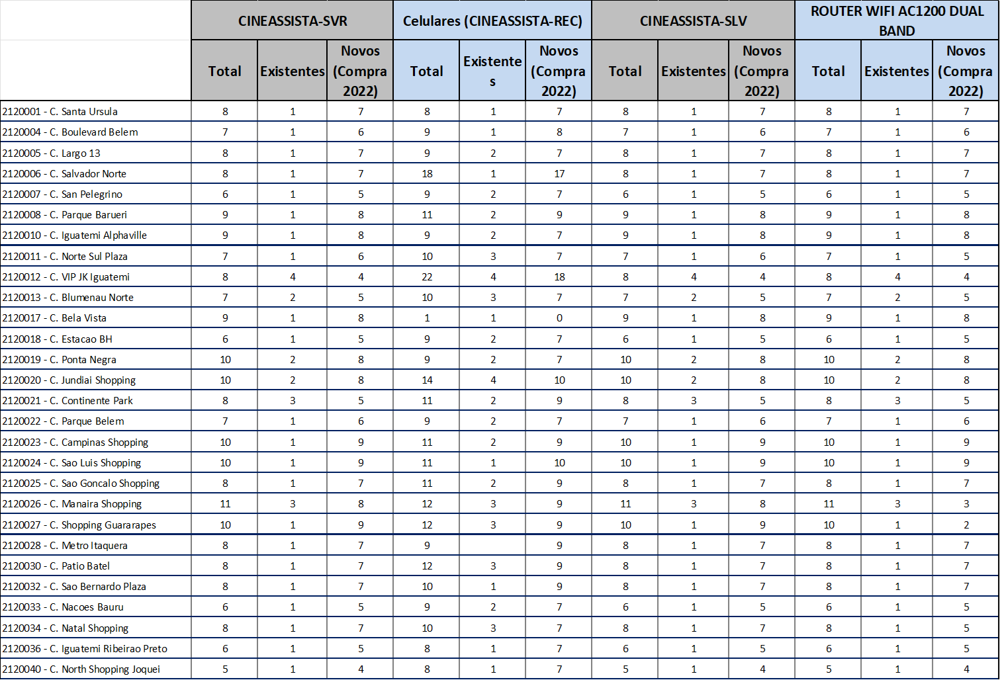 CINEASSISTA-SVR Celulares (CINEASSISTA-REC) CINEASSISTA-SLV ROUTER WIFI AC1200 DUAL BAND
Total Existentes Novos (Compra 2022) Total Existentes Novos (Compra 2022) Total Existentes Novos (Compra 2022) Total Existentes Novos (Compra 2022)
2120001 - C. Santa Ursula 8 1 7 8 1 7 8 1 7 8 1 7
2120004 - C. Boulevard Belem 7 1 6 9 1 8 7 1 6 7 1 6
2120005 - C. Largo 13 8 1 7 9 2 7 8 1 7 8 1 7
2120006 - C. Salvador Norte 8 1 7 18 1 17 8 1 7 8 1 7
2120007 - C. San Pelegrino 6 1 5 9 2 7 6 1 5 6 1 5
2120008 - C. Parque Barueri 9 1 8 11 2 9 9 1 8 9 1 8
2120010 - C. Iguatemi Alphaville 9 1 8 9 2 7 9 1 8 9 1 8
2120011 - C. Norte Sul Plaza 7 1 6 10 3 7 7 1 6 7 1 5
2120012 - C. VIP JK Iguatemi 8 4 4 22 4 18 8 4 4 8 4 4
2120013 - C. Blumenau Norte 7 2 5 10 3 7 7 2 5 7 2 5
2120017 - C. Bela Vista 9 1 8 1 1 0 9 1 8 9 1 8
2120018 - C. Estacao BH 6 1 5 9 2 7 6 1 5 6 1 5
2120019 - C. Ponta Negra 10 2 8 9 2 7 10 2 8 10 2 8
2120020 - C. Jundiai Shopping 10 2 8 14 4 10 10 2 8 10 2 8
2120021 - C. Continente Park 8 3 5 11 2 9 8 3 5 8 3 5
2120022 - C. Parque Belem 7 1 6 9 2 7 7 1 6 7 1 6
2120023 - C. Campinas Shopping 10 1 9 11 2 9 10 1 9 10 1 9
2120024 - C. Sao Luis Shopping 10 1 9 11 1 10 10 1 9 10 1 9
2120025 - C. Sao Goncalo Shopping 8 1 7 11 2 9 8 1 7 8 1 7
2120026 - C. Manaira Shopping 11 3 8 12 3 9 11 3 8 11 3 3
2120027 - C. Shopping Guararapes 10 1 9 12 3 9 10 1 9 10 1 2
2120028 - C. Metro Itaquera 8 1 7 9 9 8 1 7 8 1 7
2120030 - C. Patio Batel 8 1 7 12 3 9 8 1 7 8 1 7
2120032 - C. Sao Bernardo Plaza 8 1 7 10 1 9 8 1 7 8 1 7
2120033 - C. Nacoes Bauru 6 1 5 9 2 7 6 1 5 6 1 5
2120034 - C. Natal Shopping 8 1 7 10 3 7 8 1 7 8 1 5
2120036 - C. Iguatemi Ribeirao Preto 6 1 5 8 1 7 6 1 5 6 1 5
2120040 - C. North Shopping Joquei 5 1 4 8 1 7 5 1 4 5 1 4